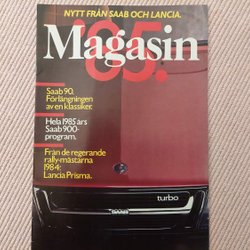 NYTT FRÅN SAAB OCH LANCIA.
Magasin
'85.
Saab 90.
Förlängningen
av en klassiker.
Hela 1985 års
Saab 900-
program.
Från de regerande
rally-mästarna
1984:
Lancia Prisma.
turbo
SAAB